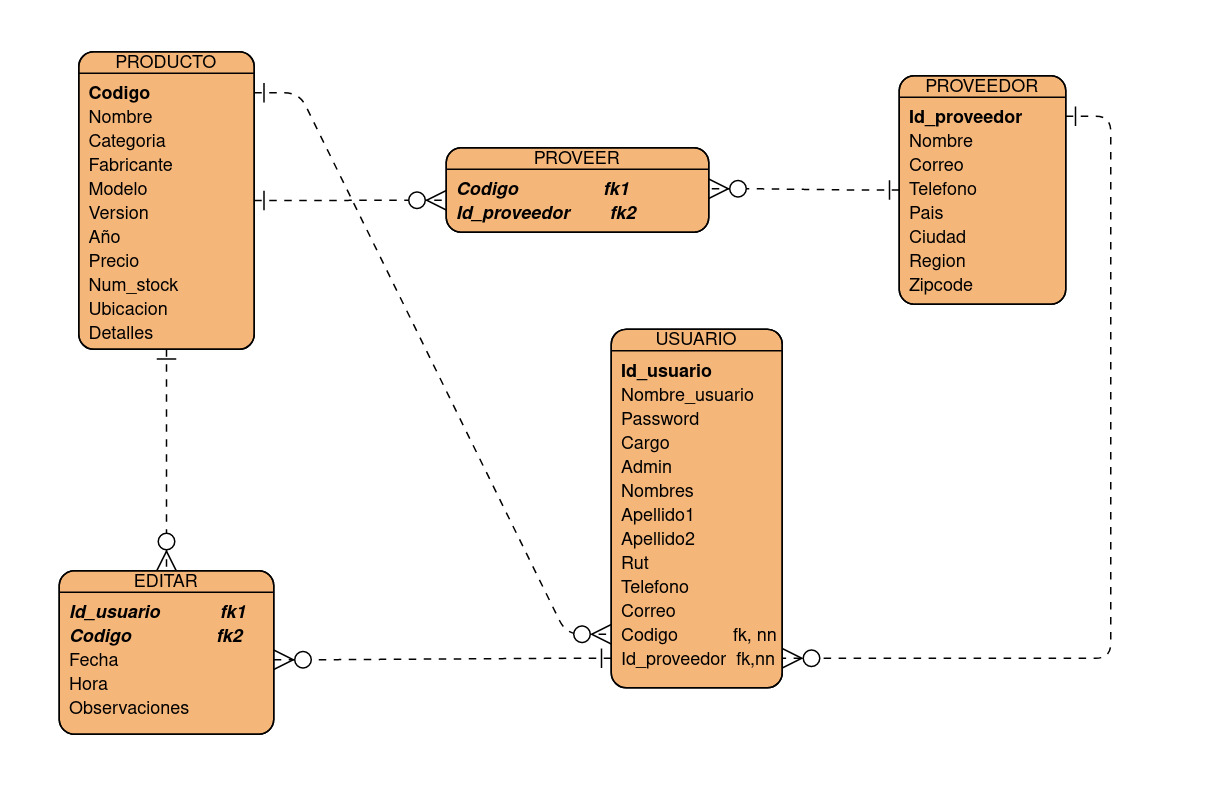 PRODUCTO
Codigo
Nombre
Categoria
Fabricante
Modelo
Version
Año
Precio
Num_stock
Ubicacion
Detalles
PROVEER
Codigo fk1
Id_proveedor fk2
PROVEEDOR
Id_proveedor
Nombre
Correo
Telefono
Pais
Ciudad
Region
Zipcode
USUARIO
Id_usuario
Nombre_usuario
Password
Cargo
Admin
Nombres
Apellido1
Apellido2
Rut
Telefono
Correo
Codigo fk, nn
Id_proveedor fk,nn
EDITAR
Id_usuario fk1
Codigo fk2
Fecha
Hora
Observaciones